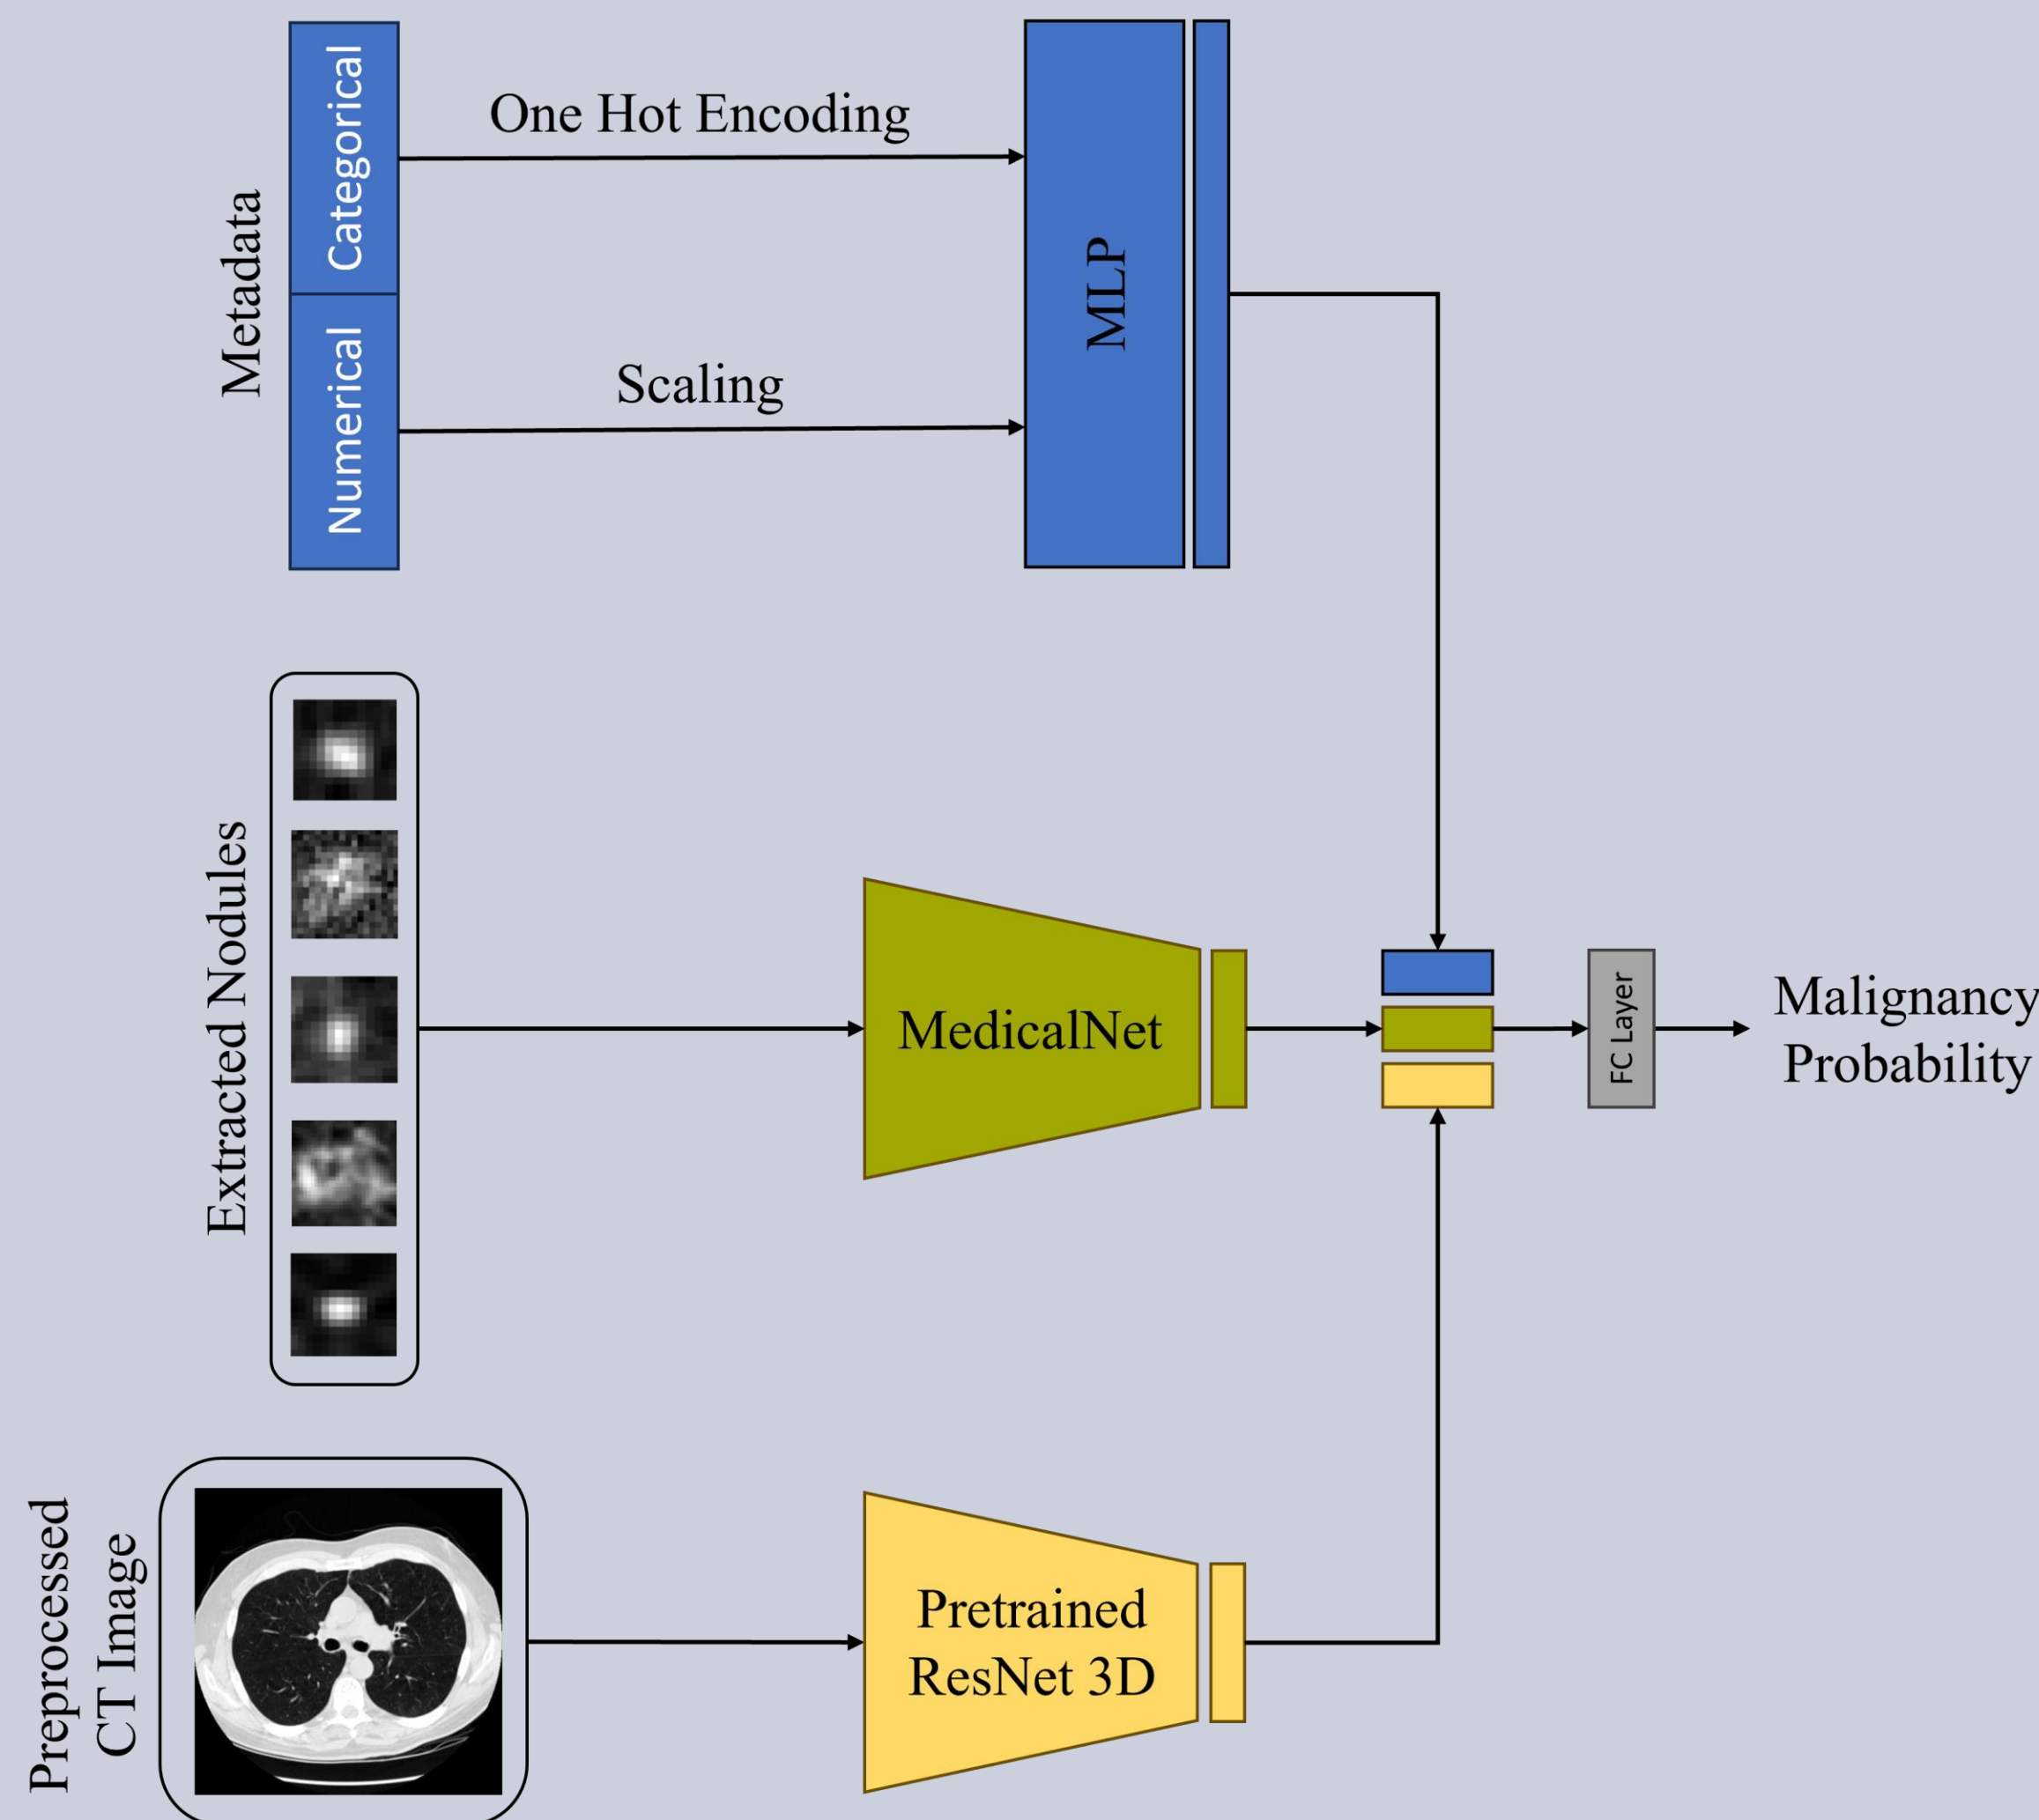 Metadata
Categorical
Numerical
One Hot Encoding
Scaling
MLP
Extracted Nodules
MedicalNet
FC Layer
Malignancy
Probability
Preprocessed
CT Image
Pretrained
ResNet 3D